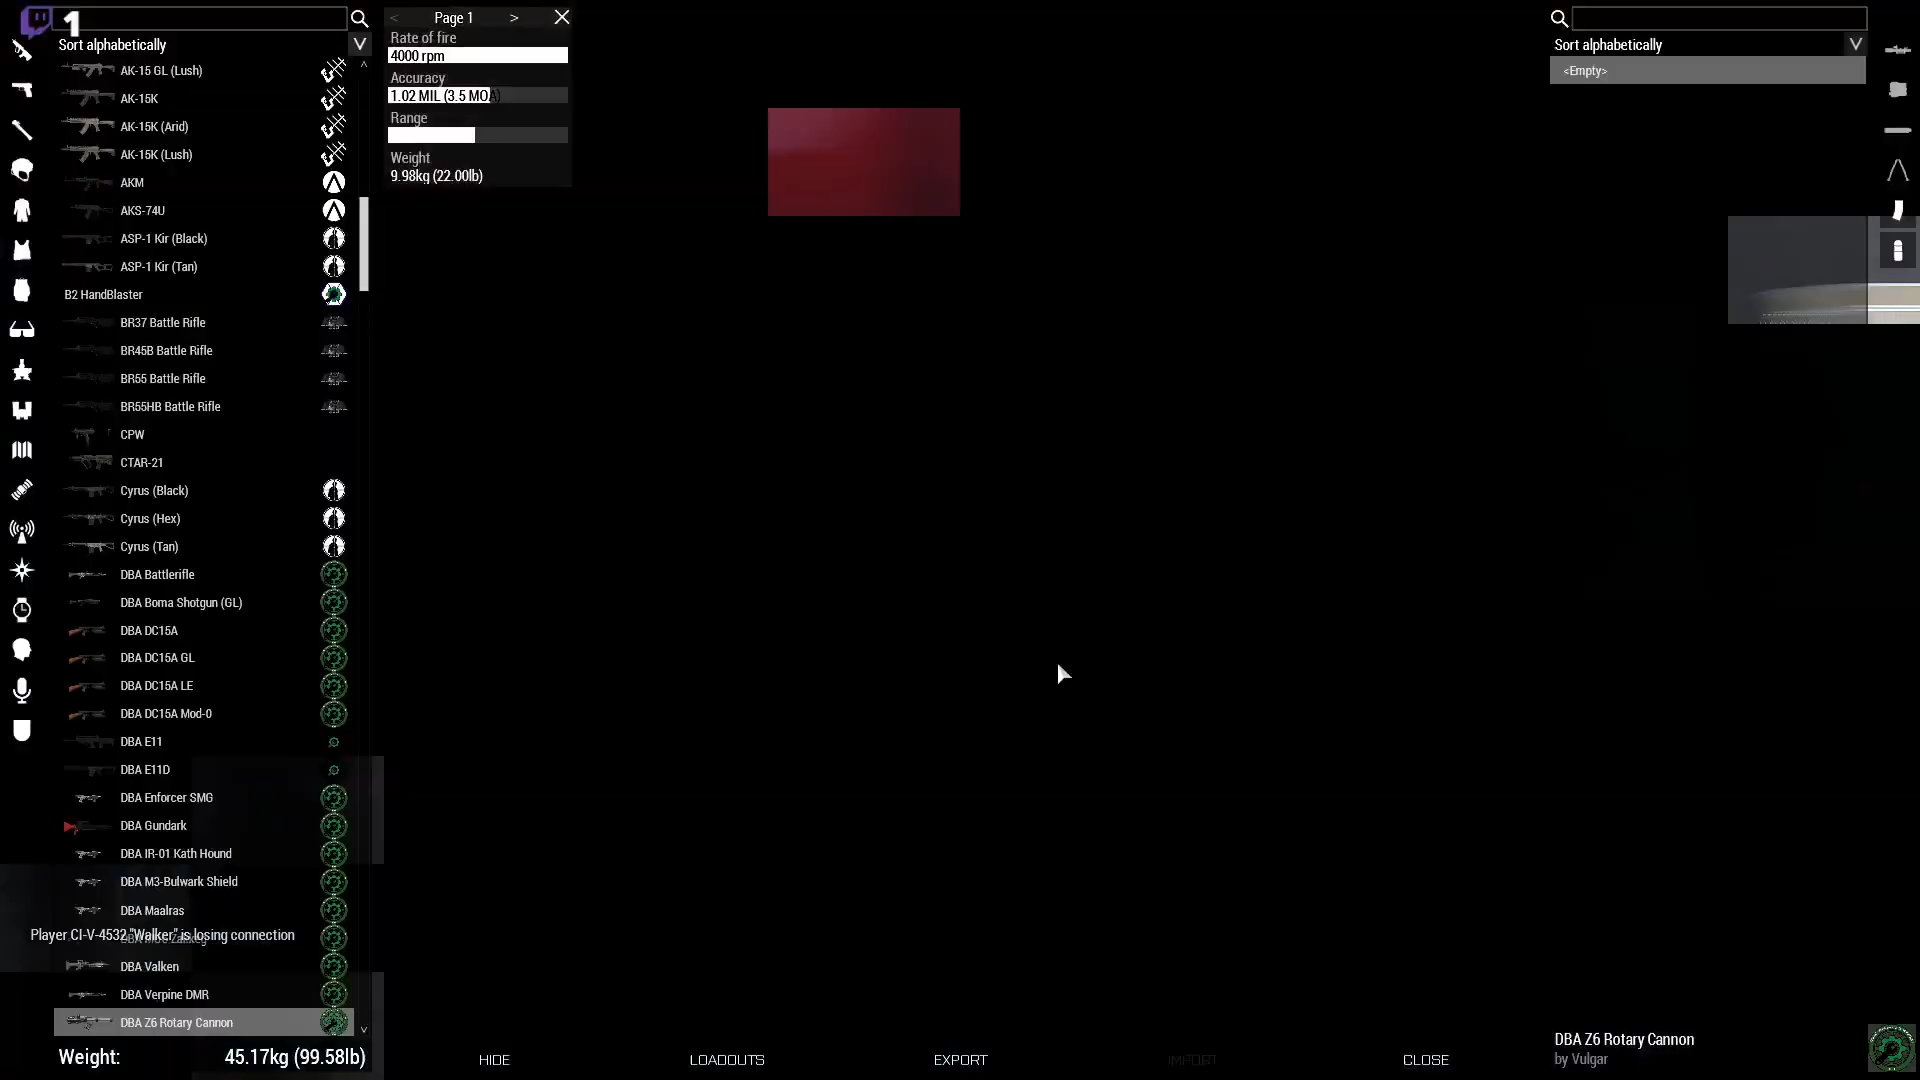 1
Sort alphabetically
AK-15 GL (Lush)
AK-15K
AK-15K (Arid)
AK-15K (Lush)
AKM
AKS-74U
ASP-1 Kir (Black)
ASP-1 Kir (Tan)
B2 HandBlaster
BR37 Battle Rifle
BR45B Battle Rifle
BR55 Battle Rifle
BR55HB Battle Rifle
CPW
CTAR-21
Cyrus (Black)
Cyrus (Hex)
Cyrus (Tan)
DBA Battlerifle
DBA Boma Shotgun (GL)
DBA DC15A
DBA DC15A GL
DBA DC15A LE
DBA DC15A Mod-0
DBA E11
DBA E11D
DBA Enforcer SMG
DBA Gundark
DBA IR-01 Kath Hound
DBA M3-Bulwark Shield
DBA Maalras
Player CI-V-4532 "Walker" is losing connection
DBA Valken
DBA Verpine DMR
DBA Z6 Rotary Cannon
Weight: 45.17kg (99.58lb)
< Page 1 >
Rate of fire
4000 rpm
Accuracy
1.02 MIL (3.5 MOA)
Range
Weight
9.98kg (22.00lb)
Sort alphabetically
<Empty>
HIDE
LOADOUTS
EXPORT
IMPORT
CLOSE
DBA Z6 Rotary Cannon
by Vulgar